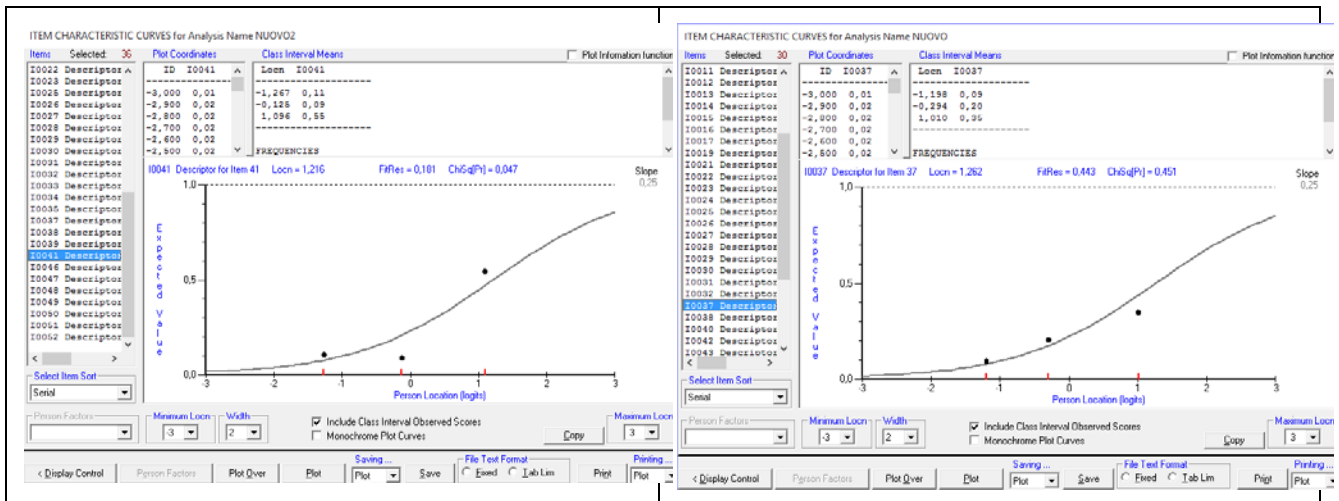 ITEM CHARACTERISTIC CURVES for Analysis Name NUOVO2
Items Selected: 36 Plot Coordinates Class Interval Means Plot Infomation function
I0022 Descriptor
I0023 Descriptor
I0025 Descriptor
I0026 Descriptor
I0027 Descriptor
I0028 Descriptor
I0029 Descriptor
I0030 Descriptor
I0031 Descriptor
I0032 Descriptor
I0033 Descriptor
I0034 Descriptor
I0035 Descriptor
I0037 Descriptor
I0038 Descriptor
I0039 Descriptor
I0041 Descriptor
I0046 Descriptor
I0047 Descriptor
I0048 Descriptor
I0049 Descriptor
I0050 Descriptor
I0051 Descriptor
I0052 Descriptor
ID I0041
-3,000 0,01
-2,900 0,02
-2,800 0,02
-2,700 0,02
-2,600 0,02
-2,500 0,02
Locn I0041
-1,267 0,11
-0,125 0,09
1,096 0,55
FREQUENCIES
I0041 Descriptor for Item 41 Locn = 1,216 FitRes = 0,181 ChiSq[Pr] = 0,047 Slope
0,25
1,0
0,5
0,0
Expected Value
-3 -2 -1 0 1 2 3
Person Location (logits)
Select Item Sort
Serial
Person Factors
Minimum Locn
-3
Width
2
Include Class Interval Observed Scores
Monochrome Plot Curves
Copy
Maximum Locn
3
< Display Control Person Factors Plot Over Plot
Saving ...
Plot Save
File Text Format
Fixed Tab Lim
Print
Printing ...
Plot
ITEM CHARACTERISTIC CURVES for Analysis Name NUOVO
Items Selected: 30 Plot Coordinates Class Interval Means Plot Infomation function
I0011 Descriptor
I0012 Descriptor
I0013 Descriptor
I0014 Descriptor
I0015 Descriptor
I0016 Descriptor
I0017 Descriptor
I0019 Descriptor
I0021 Descriptor
I0022 Descriptor
I0023 Descriptor
I0024 Descriptor
I0025 Descriptor
I0026 Descriptor
I0027 Descriptor
I0028 Descriptor
I0029 Descriptor
I0030 Descriptor
I0031 Descriptor
I0032 Descriptor
I0037 Descriptor
I0038 Descriptor
I0040 Descriptor
I0042 Descriptor
I0043 Descriptor
ID I0037
-3,000 0,01
-2,900 0,02
-2,800 0,02
-2,700 0,02
-2,600 0,02
-2,500 0,02
Locn I0037
-1,198 0,09
-0,294 0,20
1,010 0,35
FREQUENCIES
I0037 Descriptor for Item 37 Locn = 1,262 FitRes = 0,443 ChiSq[Pr] = 0,451 Slope
0,25
1,0
0,5
0,0
Expected Value
-3 -2 -1 0 1 2 3
Person Location (logits)
Select Item Sort
Serial
Person Factors
Minimum Locn
-3
Width
2
Include Class Interval Observed Scores
Monochrome Plot Curves
Copy
Maximum Locn
3
< Display Control Person Factors Plot Over Plot
Saving ...
Plot Save
File Text Format
Fixed Tab Lim
Print
Printing ...
Plot